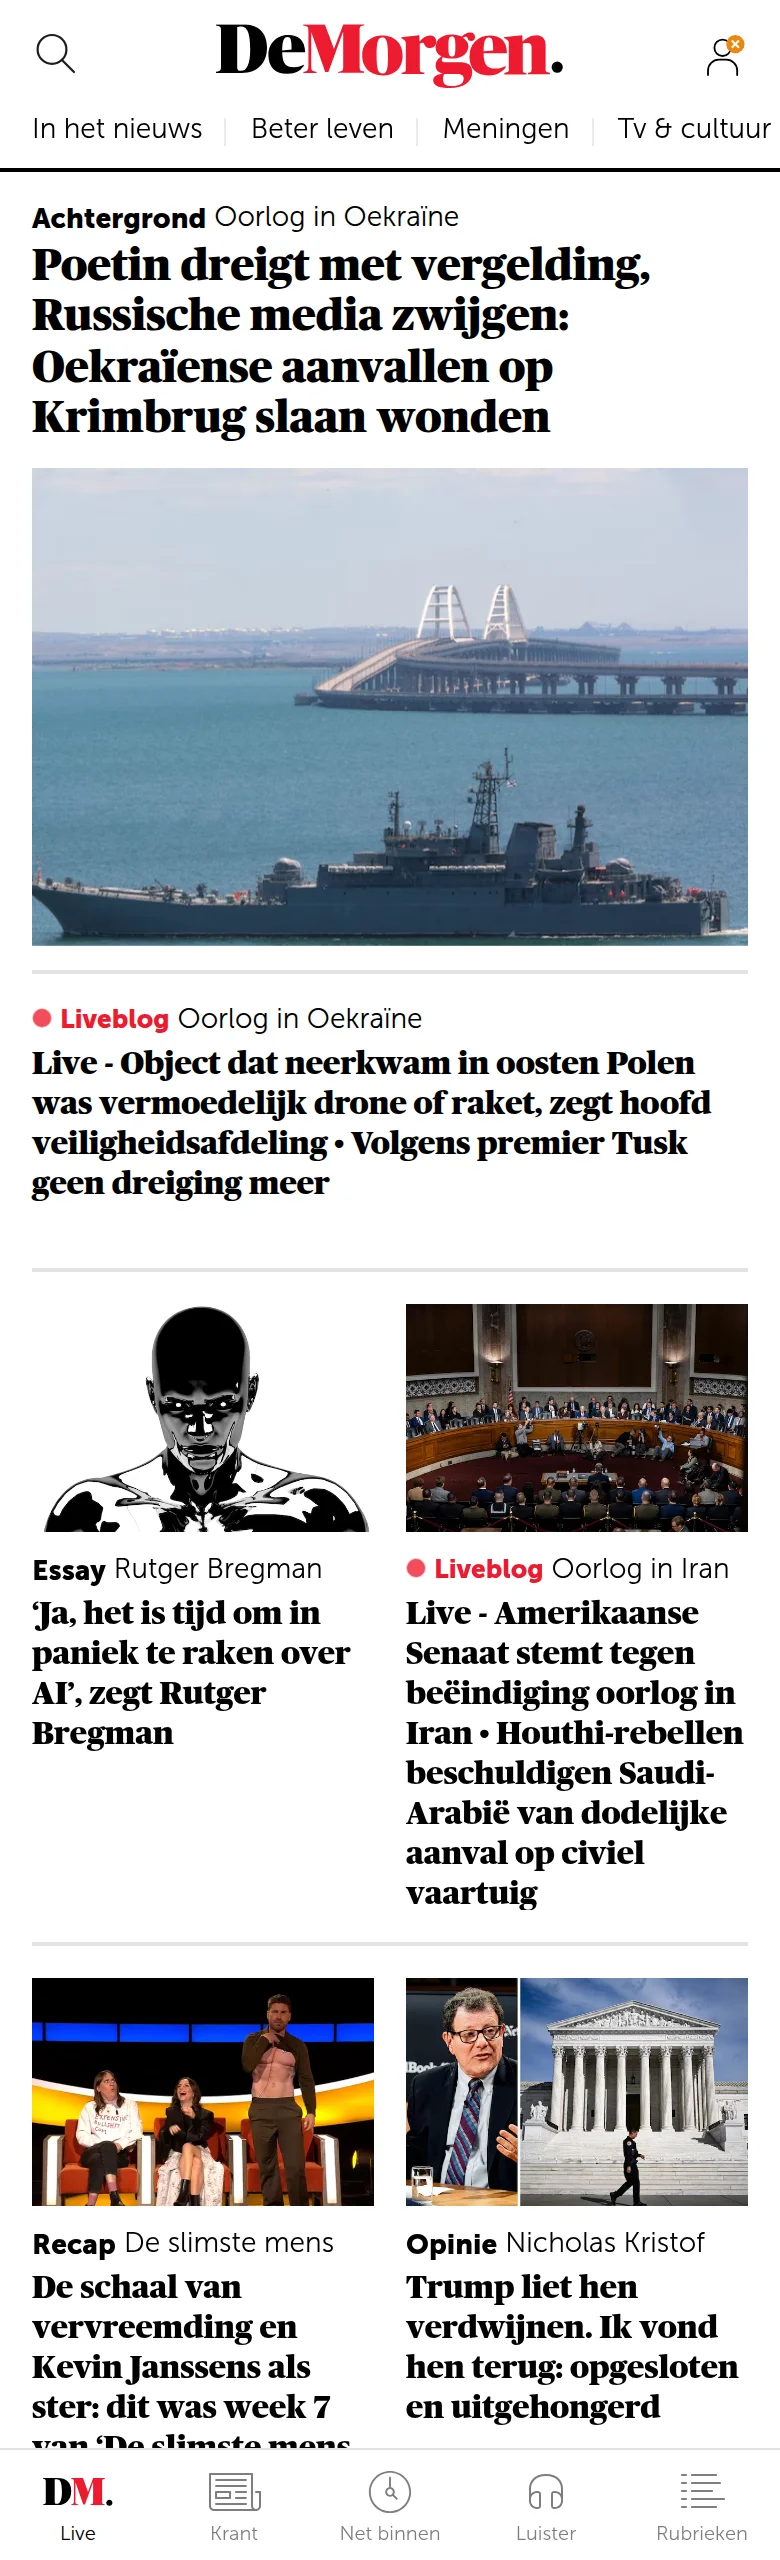 DeMorgen.
In het nieuws
Beter leven
Meningen
Tv & cultuur
Achtergrond Oorlog in Oekraïne
Poetin dreigt met vergelding,
Russische media zwijgen:
Oekraïense aanvallen op
Krimbrug slaan wonden
Liveblog Oorlog in Oekraïne
Live - Object dat neerkwam in oosten Polen
was vermoedelijk drone of raket, zegt hoofd
veiligheidsafdeling • Volgens premier Tusk
geen dreiging meer
Essay Rutger Bregman
‘Ja, het is tijd om in
paniek te raken over
AI’, zegt Rutger
Bregman
Liveblog Oorlog in Iran
Live - Amerikaanse
Senaat stemt tegen
beëindiging oorlog in
Iran • Houthi-rebellen
beschuldigen Saudi-
Arabië van dodelijke
aanval op civiel
vaartuig
Recap De slimste mens
De schaal van
vervreemding en
Kevin Janssens als
ster: dit was week 7
van ‘De slimste mens
Opinie Nicholas Kristof
Trump liet hen
verdwijnen. Ik vond
hen terug: opgesloten
en uitgehongerd
DM.
Live
Krant
Net binnen
Luister
Rubrieken